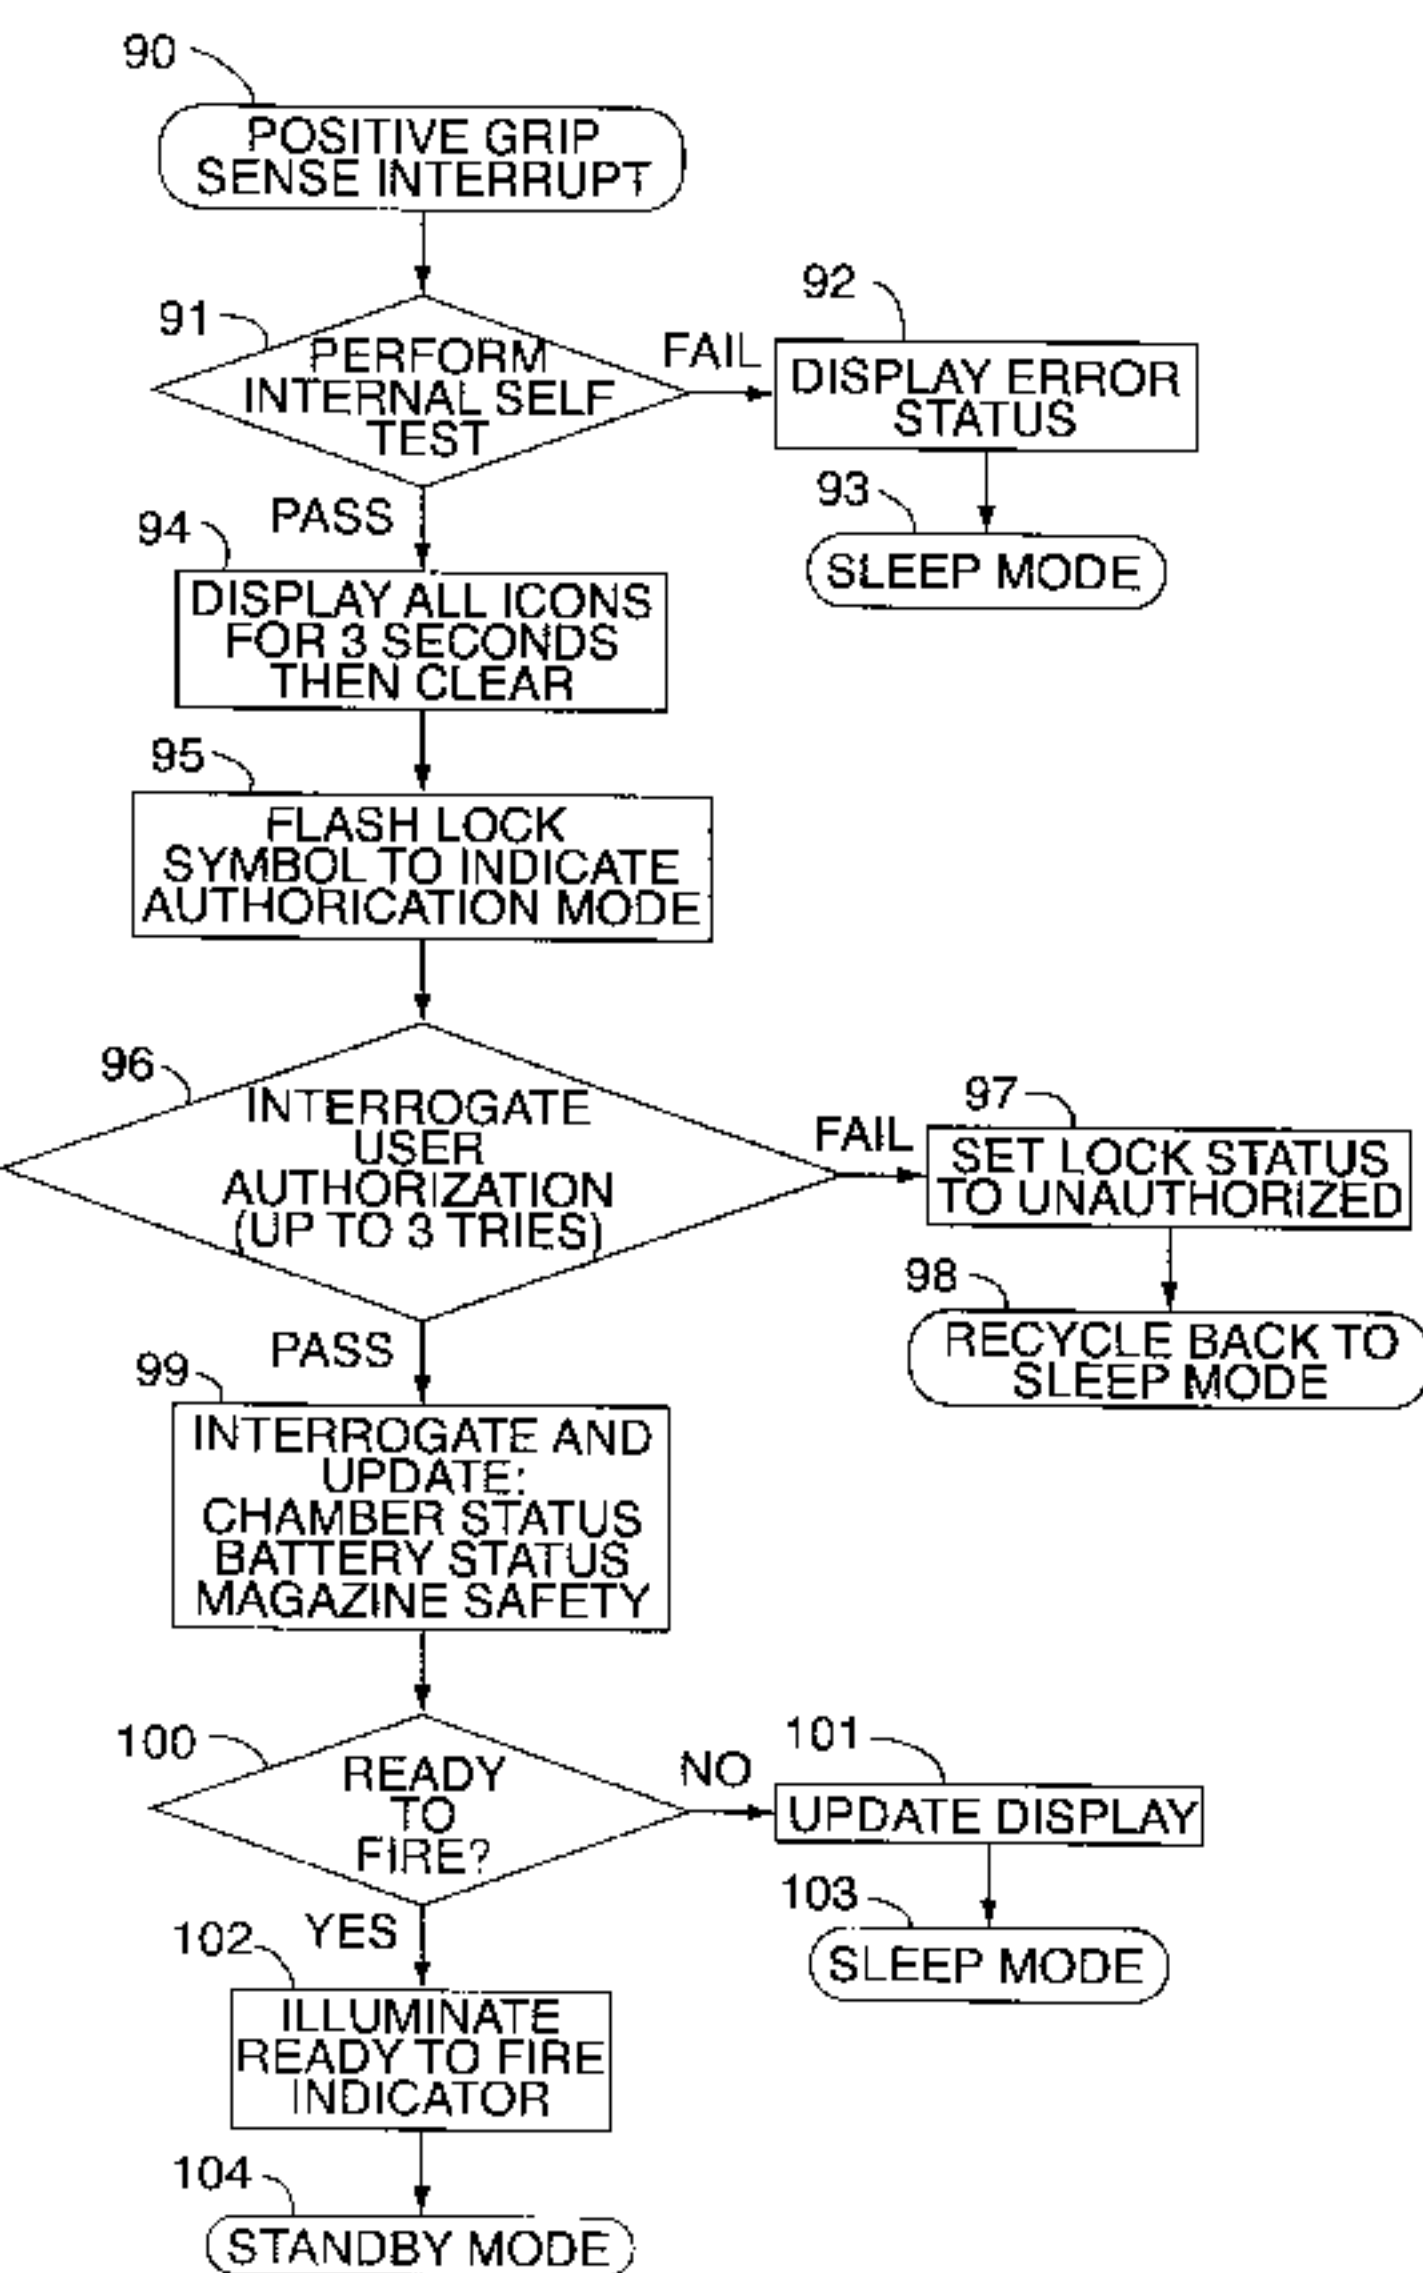 90
POSITIVE GRIP
SENSE INTERRUPT
91
PERFORM
INTERNAL SELF
TEST
FAIL
92
DISPLAY ERROR
STATUS
93
SLEEP MODE
PASS
94
DISPLAY ALL ICONS
FOR 3 SECONDS
THEN CLEAR
95
FLASH LOCK
SYMBOL TO INDICATE
AUTHORICATION MODE
96
INTERROGATE
USER
AUTHORIZATION
(UP TO 3 TRIES)
FAIL
97
SET LOCK STATUS
TO UNAUTHORIZED
98
RECYCLE BACK TO
SLEEP MODE
PASS
99
INTERROGATE AND
UPDATE:
CHAMBER STATUS
BATTERY STATUS
MAGAZINE SAFETY
100
READY
TO
FIRE?
NO
101
UPDATE DISPLAY
103
SLEEP MODE
YES
102
ILLUMINATE
READY TO FIRE
INDICATOR
104
STANDBY MODE